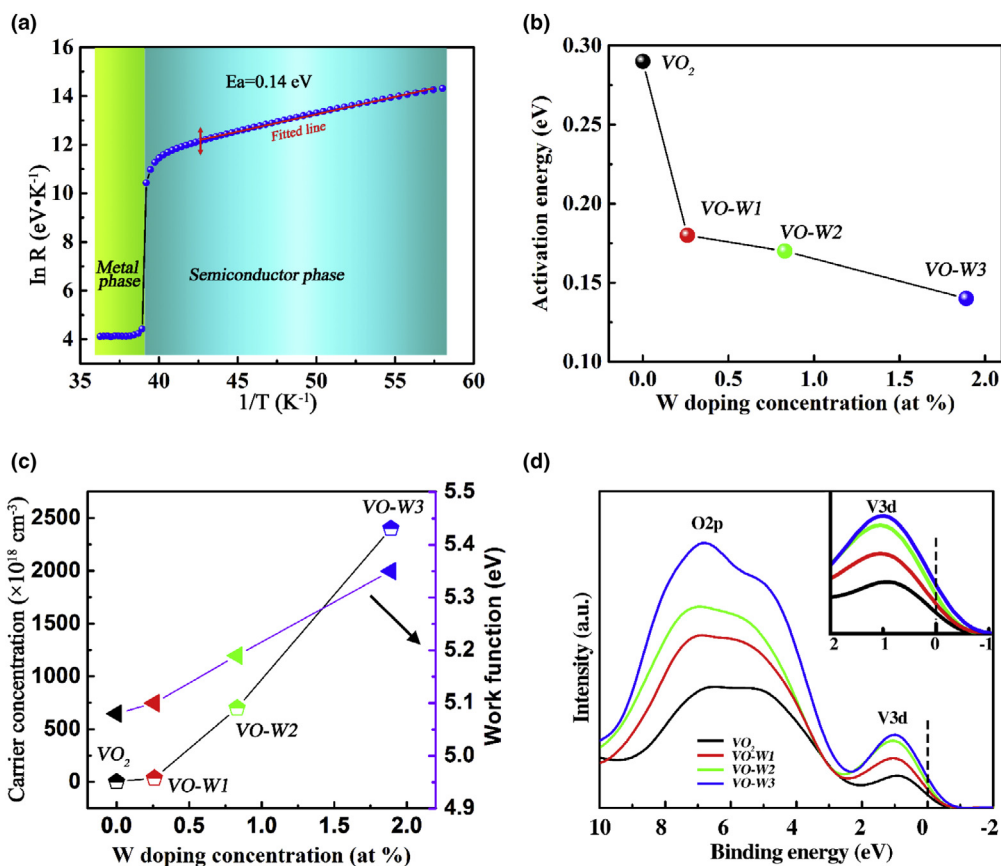 (a)
16
14
12
10
8
6
4
ln R (eV•K⁻¹)
Ea=0.14 eV
Fitted line
Metal
phase
Semiconductor phase
35
40
45
50
55
60
1/T (K⁻¹)
(b)
0.30
0.25
0.20
0.15
0.10
Activation energy (eV)
VO₂
VO-W1
VO-W2
VO-W3
0.0
0.5
1.0
1.5
2.0
W doping concentration (at %)
(c)
2500
2250
2000
1750
1500
1250
1000
750
500
250
0
Carrier concentration (×10¹⁸ cm⁻³)
VO-W3
VO-W2
VO₂
VO-W1
5.5
5.4
5.3
5.2
5.1
5.0
4.9
Work function (eV)
0.0
0.5
1.0
1.5
2.0
W doping concentration (at %)
(d)
Intensity (a.u.)
O2p
V3d
2
1
0
-1
V3d
VO₂
VO-W1
VO-W2
VO-W3
10
8
6
4
2
0
-2
Binding energy (eV)